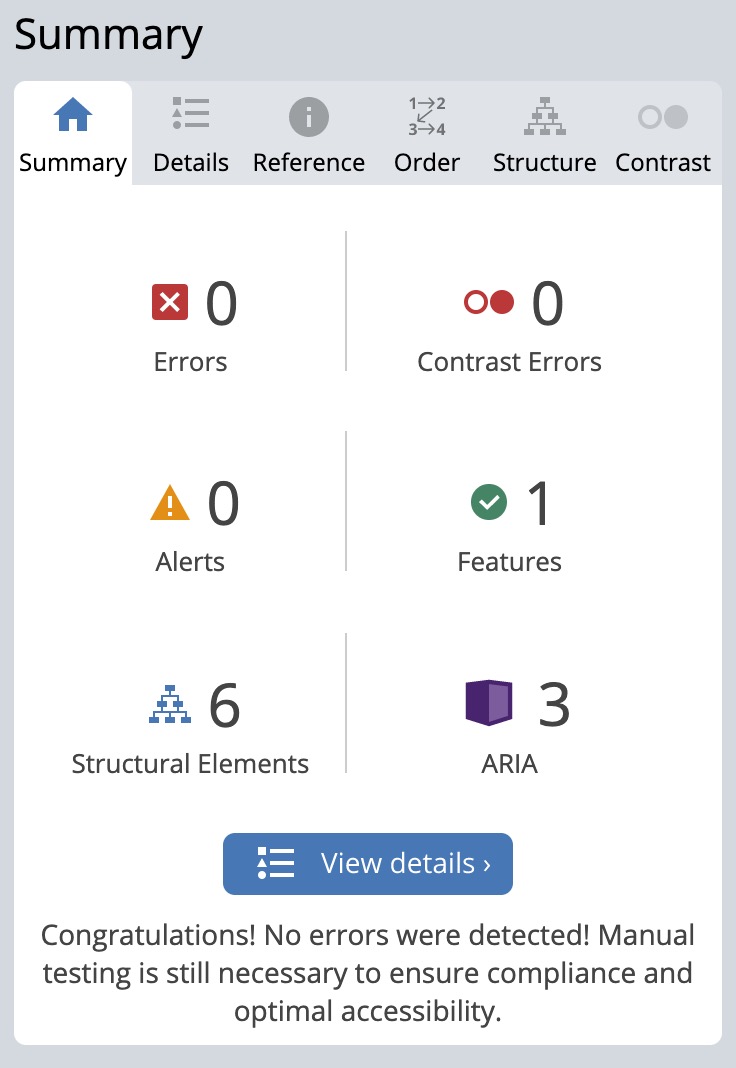 Summary
1→2
3→4
Summary Details Reference Order Structure Contrast
0 0
Errors Contrast Errors
0 1
Alerts Features
6 3
Structural Elements ARIA
View details ›
Congratulations! No errors were detected! Manual
testing is still necessary to ensure compliance and
optimal accessibility.